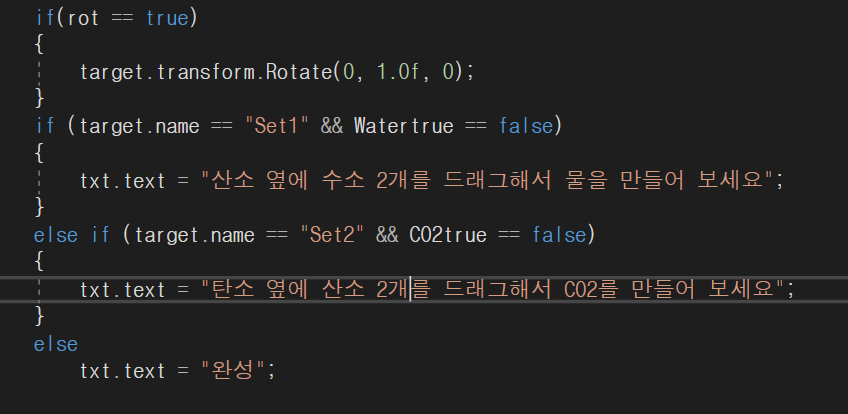 if(rot == true)
{
target.transform.Rotate(0, 1.0f, 0);
}
if (target.name == "Set1" && Watertrue == false)
{
txt.text = "산소 옆에 수소 2개를 드래그해서 물을 만들어 보세요";
}
else if (target.name == "Set2" && CO2true == false)
{
txt.text = "탄소 옆에 산소 2개를 드래그해서 CO2를 만들어 보세요";
}
else
txt.text = "완성";